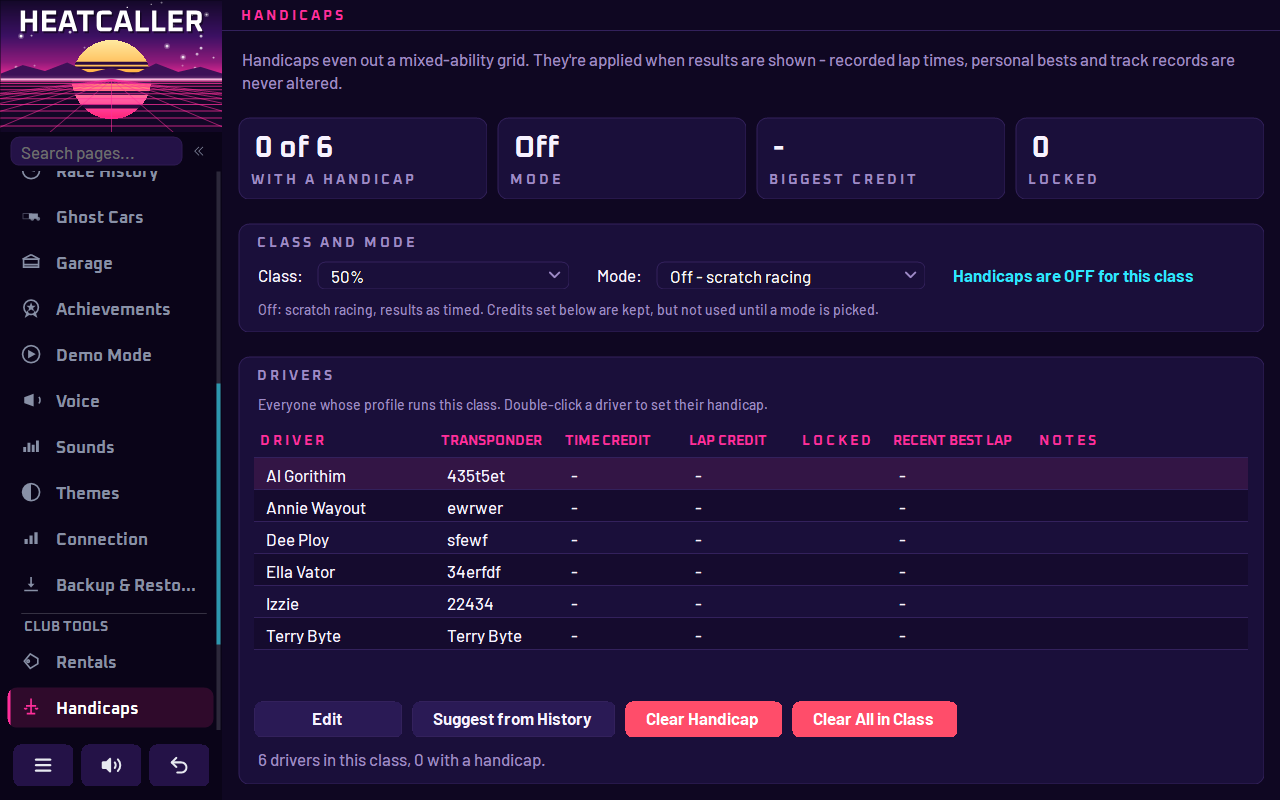 HEATCALLER
Search pages...
«
Race History
Ghost Cars
Garage
Achievements
Demo Mode
Voice
Sounds
Themes
Connection
Backup & Resto...
CLUB TOOLS
Rentals
Handicaps
HANDICAPS
Handicaps even out a mixed-ability grid. They're applied when results are shown - recorded lap times, personal bests and track records are
never altered.
0 of 6
WITH A HANDICAP
Off
MODE
-
BIGGEST CREDIT
0
LOCKED
CLASS AND MODE
Class: 50% Mode: Off - scratch racing Handicaps are OFF for this class
Off: scratch racing, results as timed. Credits set below are kept, but not used until a mode is picked.
DRIVERS
Everyone whose profile runs this class. Double-click a driver to set their handicap.
DRIVER TRANSPONDER TIME CREDIT LAP CREDIT LOCKED RECENT BEST LAP NOTES
Al Gorithim 435t5et - - -
Annie Wayout ewrwer - - -
Dee Ploy sfewf - - -
Ella Vator 34erfdf - - -
Izzie 22434 - - -
Terry Byte Terry Byte - - -
Edit Suggest from History Clear Handicap Clear All in Class
6 drivers in this class, 0 with a handicap.